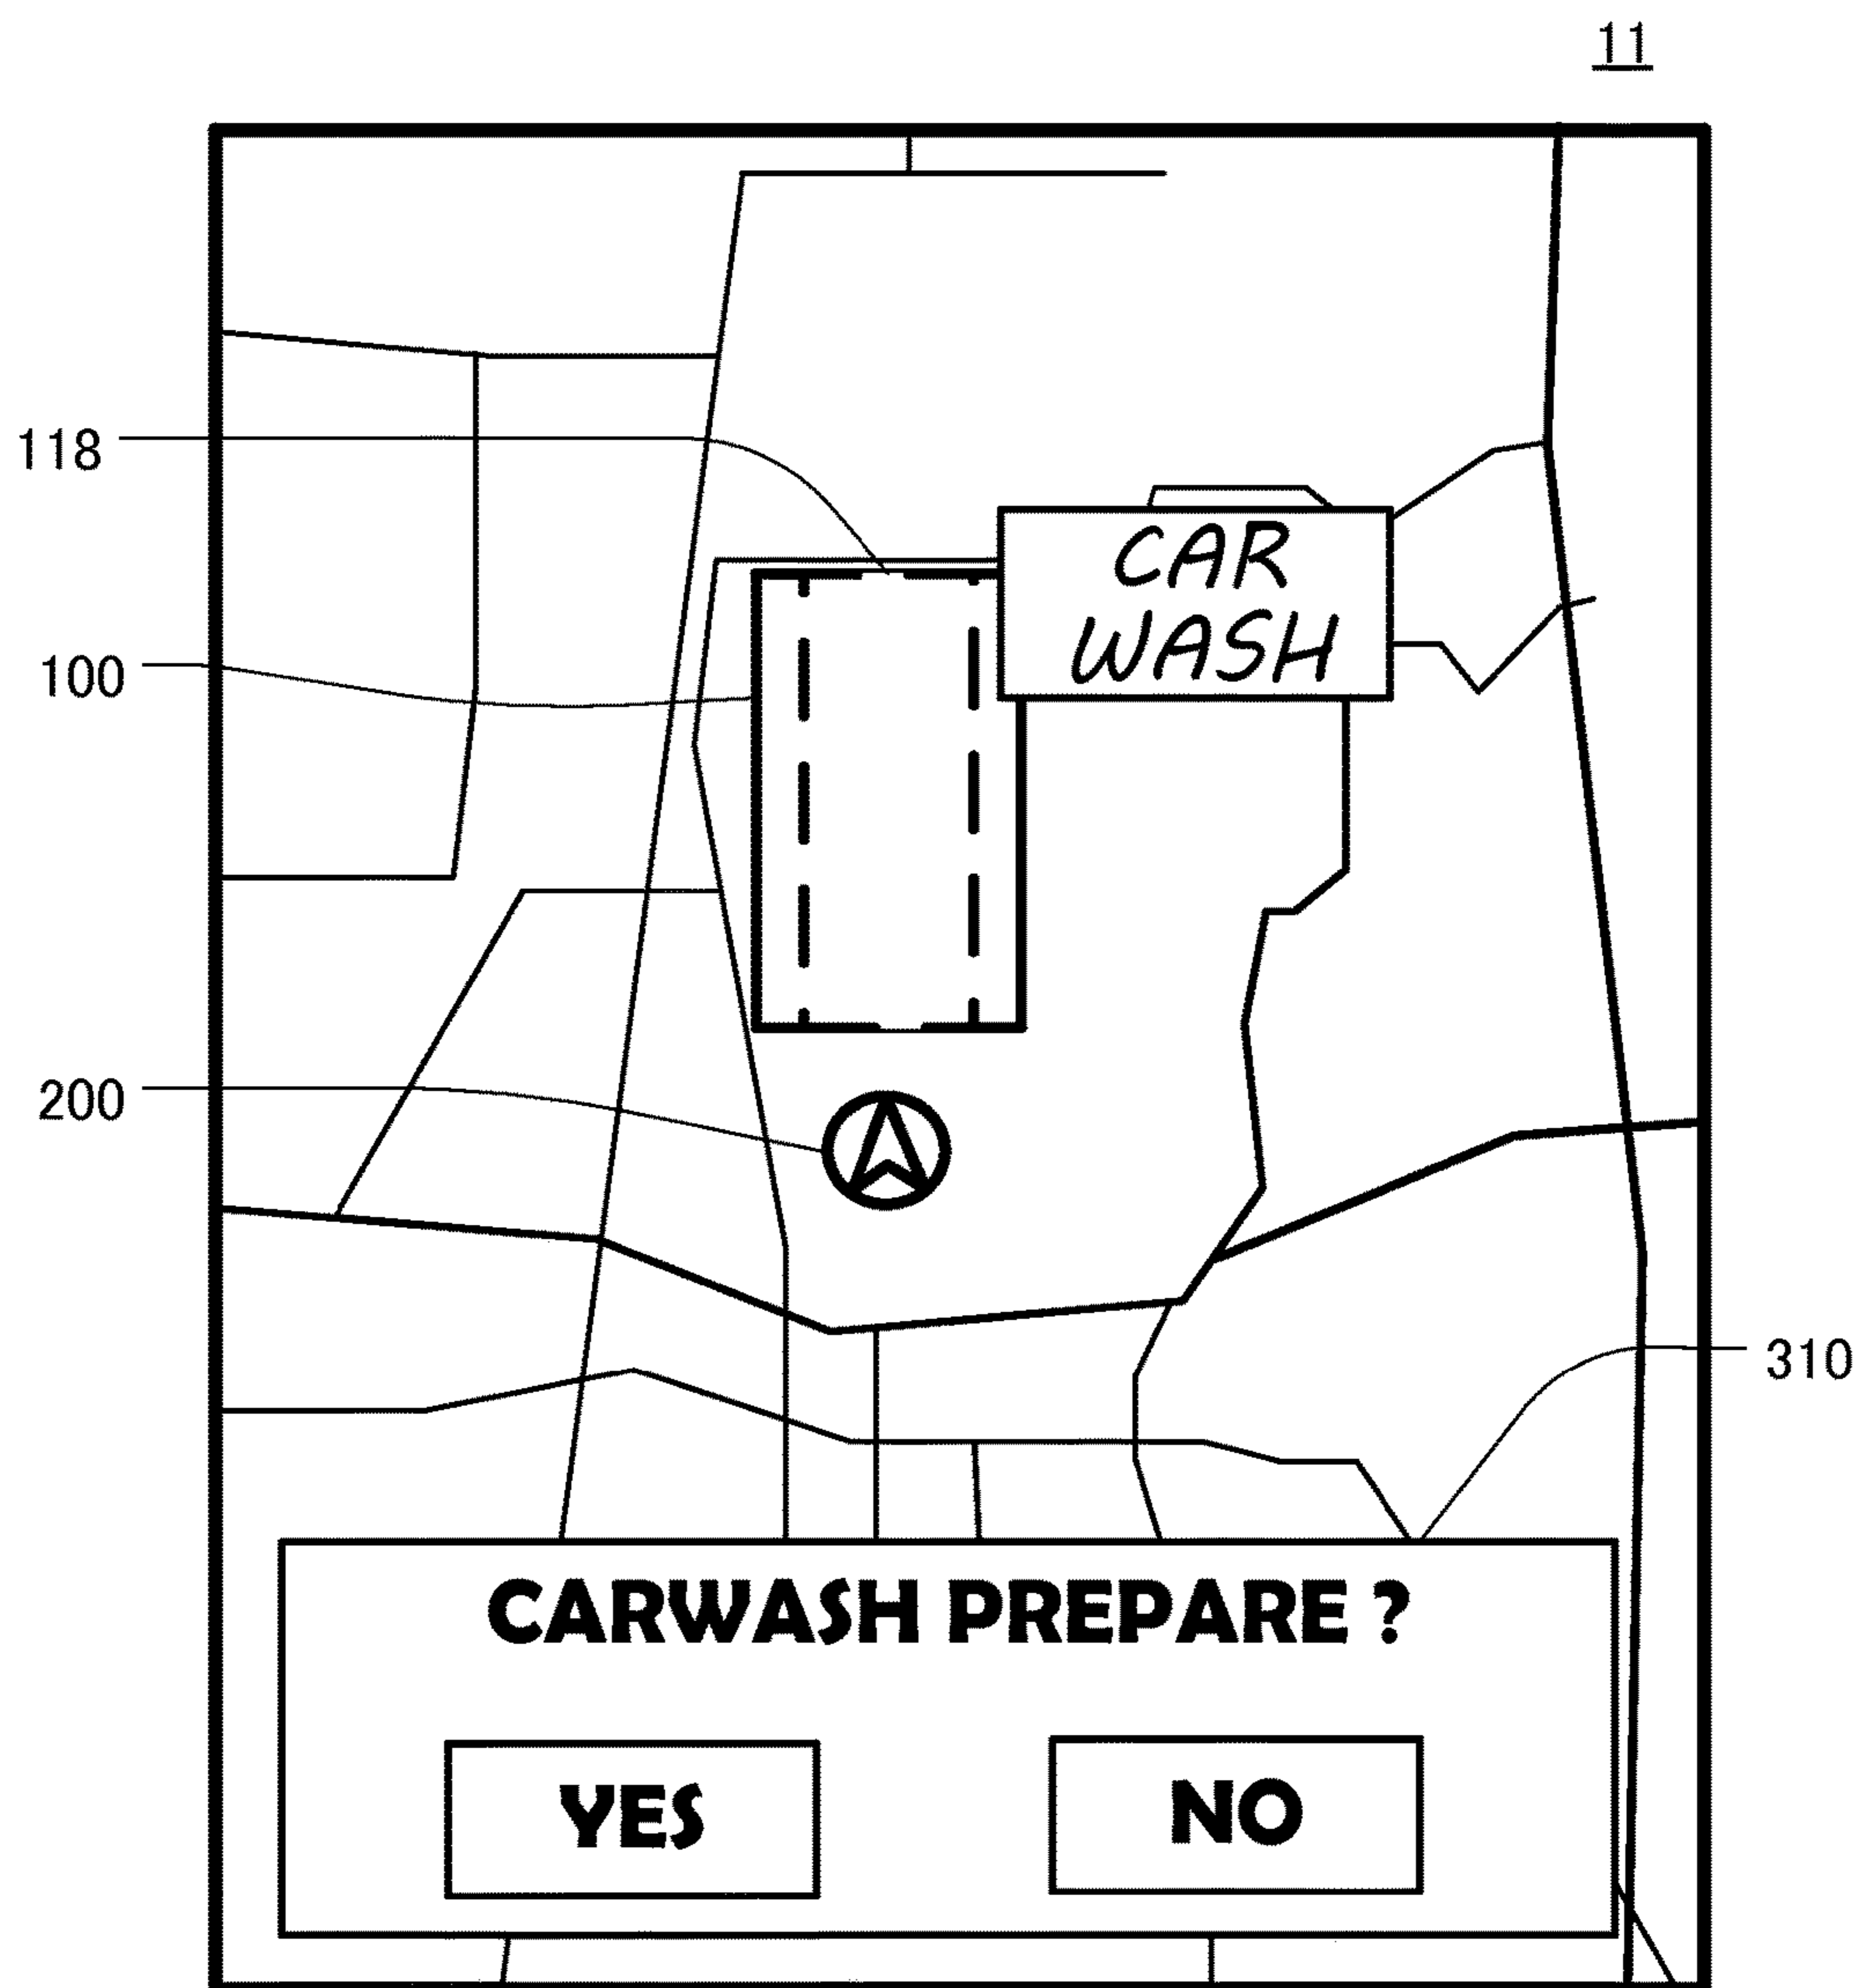 11
118
CAR
WASH
100
200
310
CARWASH PREPARE ?
YES
NO